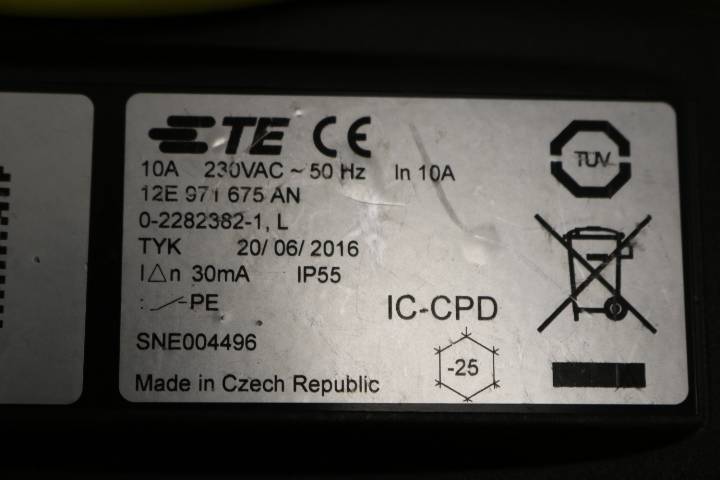 TE CE
10A 230VAC ~ 50 Hz In 10A
12E 971 675 AN
0-2282382-1, L
TYK 20/ 06/ 2016
I△n 30mA IP55
: PE
IC-CPD
SNE004496
-25
Made in Czech Republic
TUV